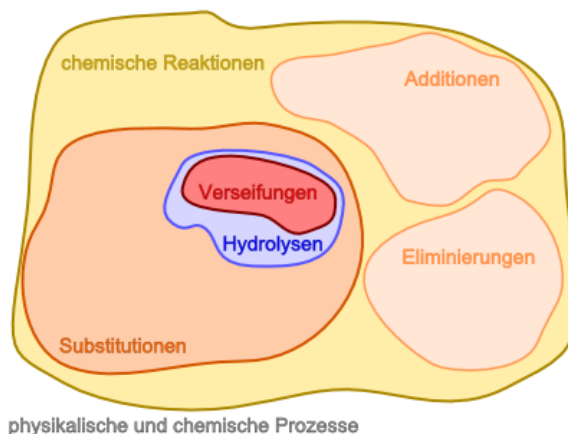 chemische Reaktionen
Additionen
Verseifungen
Hydrolysen
Eliminierungen
Substitutionen
physikalische und chemische Prozesse